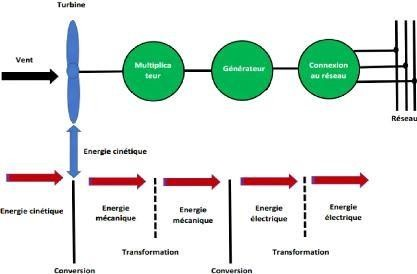 Turbine
Vent
Multiplica
teur
Générateur
Connexion
au réseau
Réseau
Energie cinétique
Energie cinétique
Energie
mécanique
Energie
mécanique
Energie
électrique
Energie
électrique
Transformation
Transformation
Conversion
Conversion